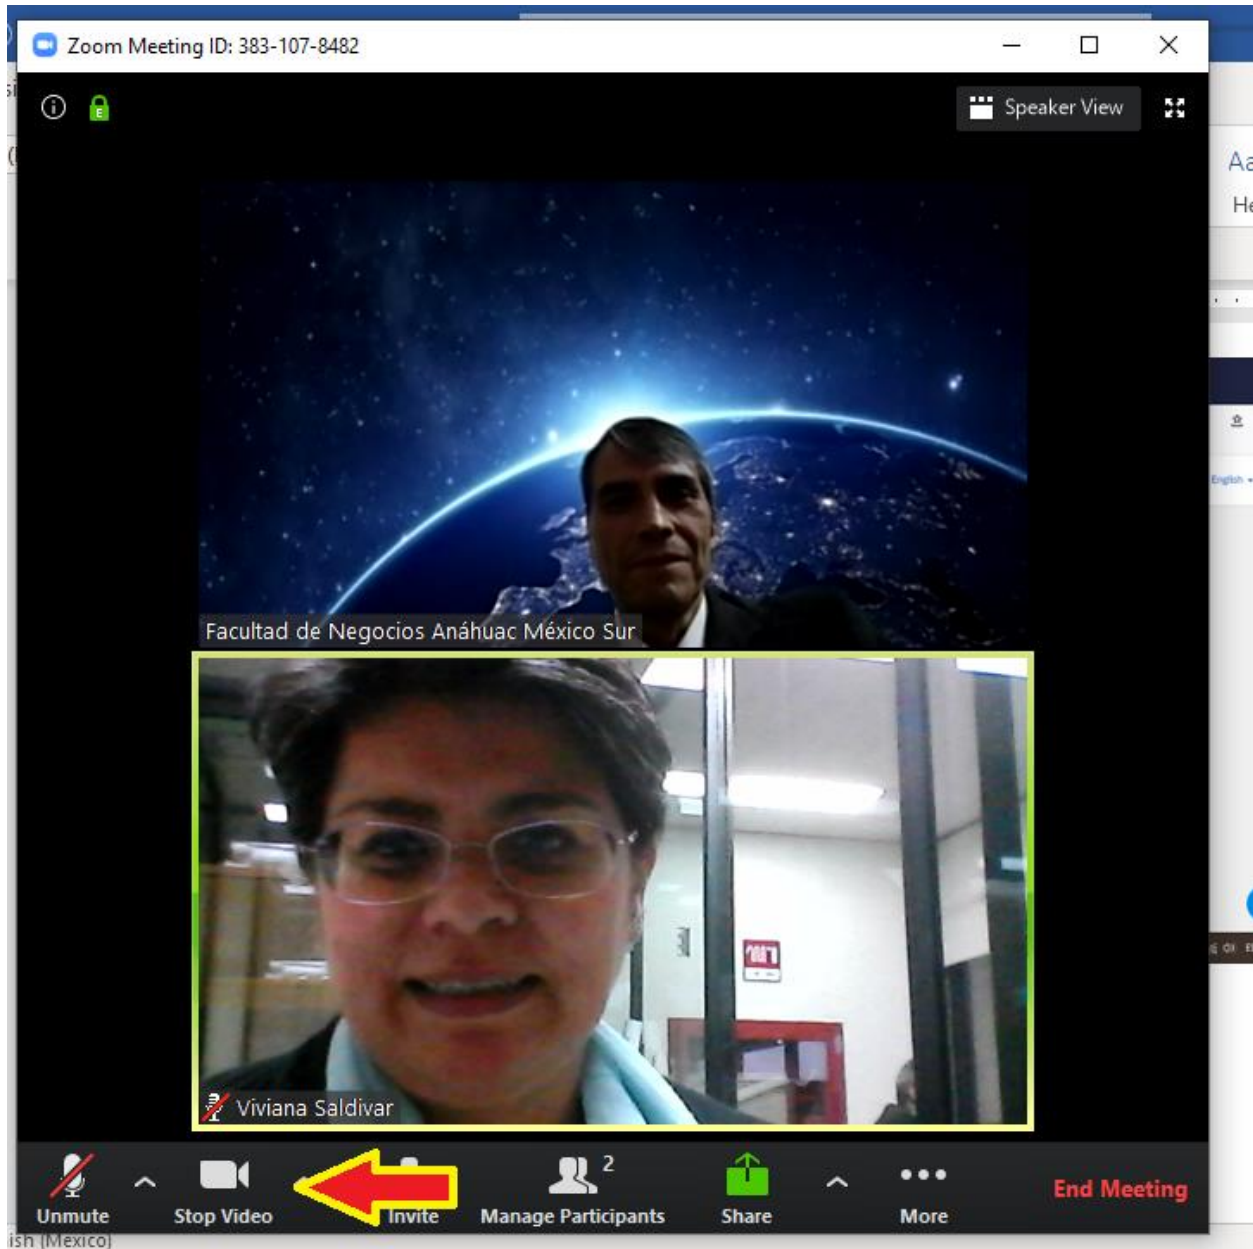 Zoom Meeting ID: 383-107-8482
Speaker View
Aa
He
English
Facultad de Negocios Anáhuac México Sur
Viviana Saldivar
2
Unmute
Stop Video
Invite
Manage Participants
Share
More
End Meeting
ish (Mexico)